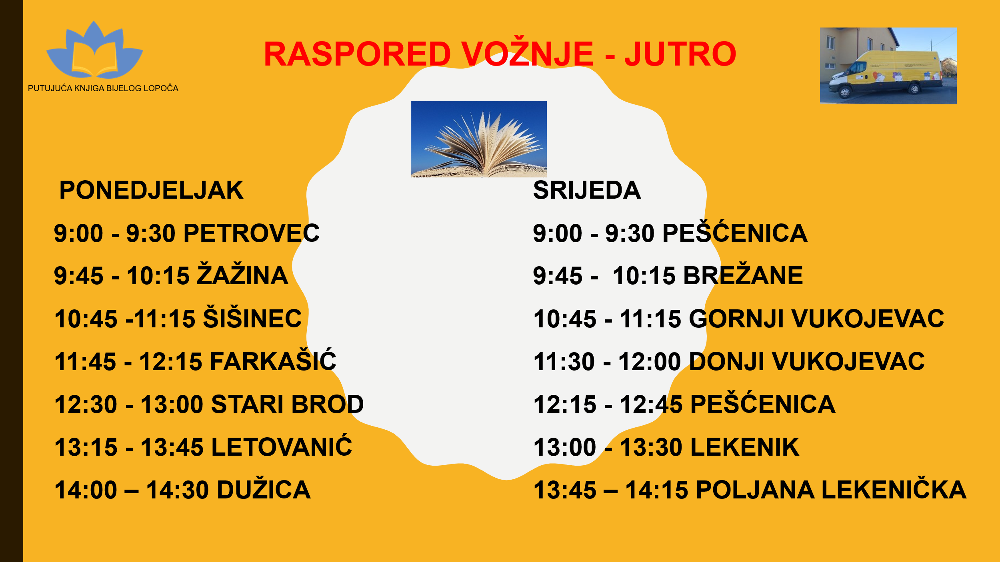 PUTUJUĆA KNJIGA BIJELOG LOPOČA
RASPORED VOŽNJE - JUTRO
PONEDJELJAK
9:00 - 9:30 PETROVEC
9:45 - 10:15 ŽAŽINA
10:45 -11:15 ŠIŠINEC
11:45 - 12:15 FARKAŠIĆ
12:30 - 13:00 STARI BROD
13:15 - 13:45 LETOVANIĆ
14:00 – 14:30 DUŽICA
SRIJEDA
9:00 - 9:30 PEŠĆENICA
9:45 -  10:15 BREŽANE
10:45 - 11:15 GORNJI VUKOJEVAC
11:30 - 12:00 DONJI VUKOJEVAC
12:15 - 12:45 PEŠĆENICA
13:00 - 13:30 LEKENIK
13:45 – 14:15 POLJANA LEKENIČKA